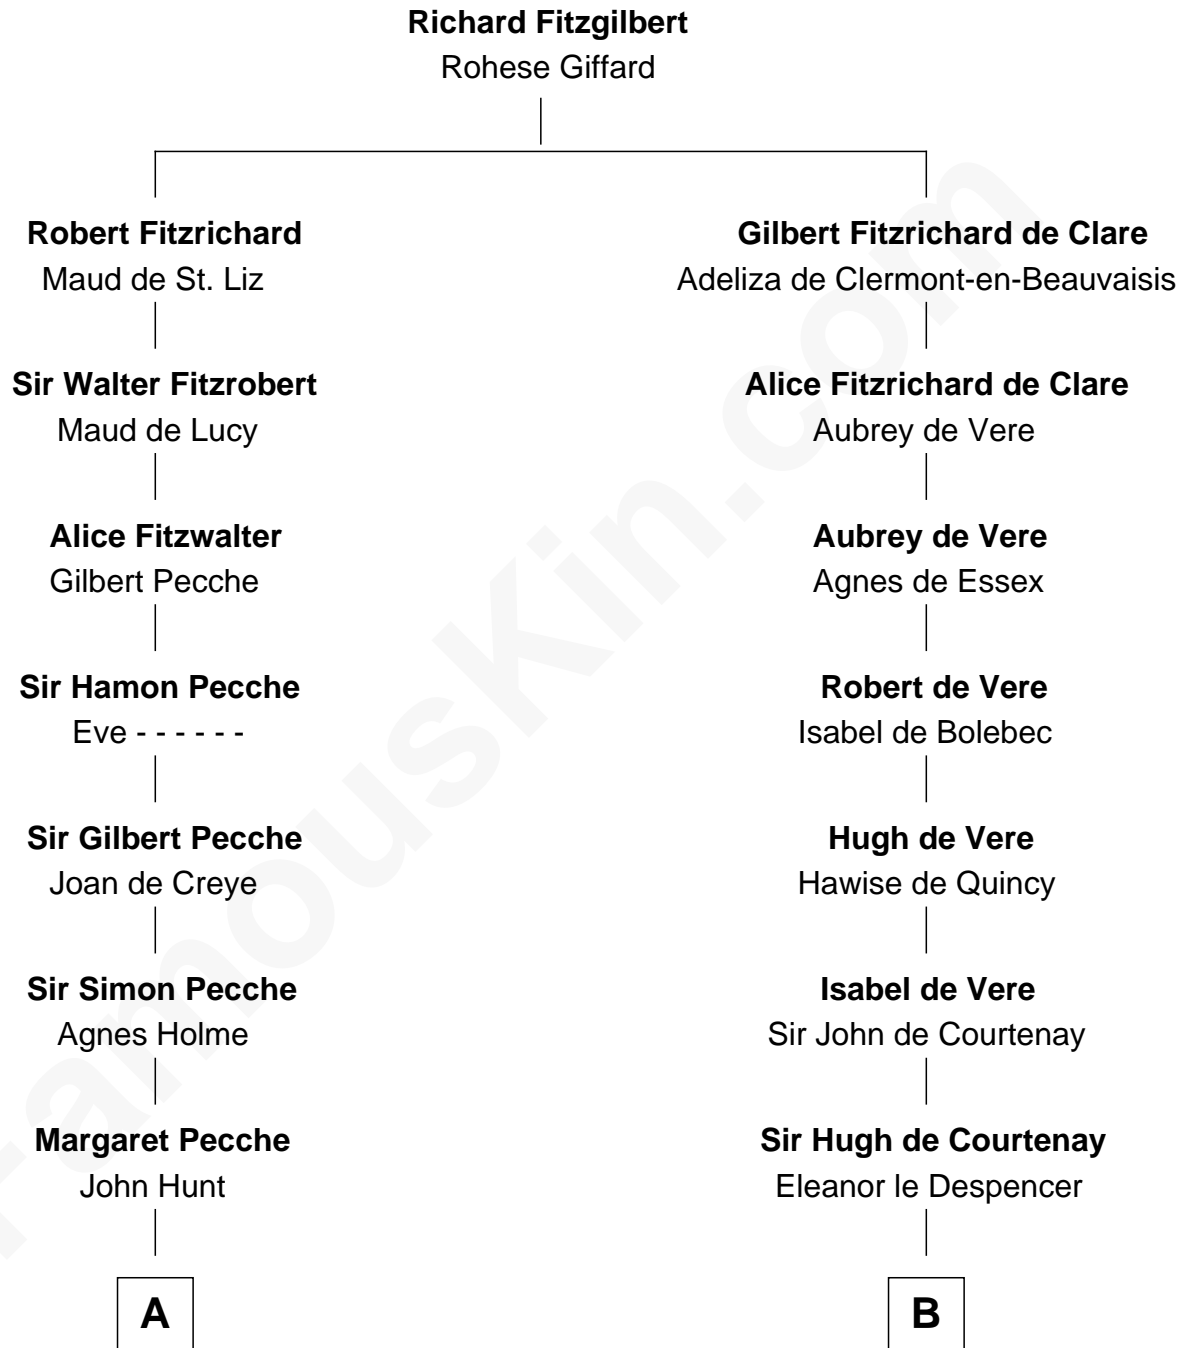 Richard Fitzgilbert
Rohese Giffard
Robert Fitzrichard
Maud de St. Liz
Gilbert Fitzrichard de Clare
Adeliza de Clermont-en-Beauvaisis
Sir Walter Fitzrobert
Maud de Lucy
Alice Fitzrichard de Clare
Aubrey de Vere
Alice Fitzwalter
Gilbert Pecche
Aubrey de Vere
Agnes de Essex
Sir Hamon Pecche
Eve - - - - - -
Robert de Vere
Isabel de Bolebec
Sir Gilbert Pecche
Joan de Creye
Hugh de Vere
Hawise de Quincy
Sir Simon Pecche
Agnes Holme
Isabel de Vere
Sir John de Courtenay
Margaret Pecche
John Hunt
Sir Hugh de Courtenay
Eleanor le Despencer
A
B
FamousKin.com